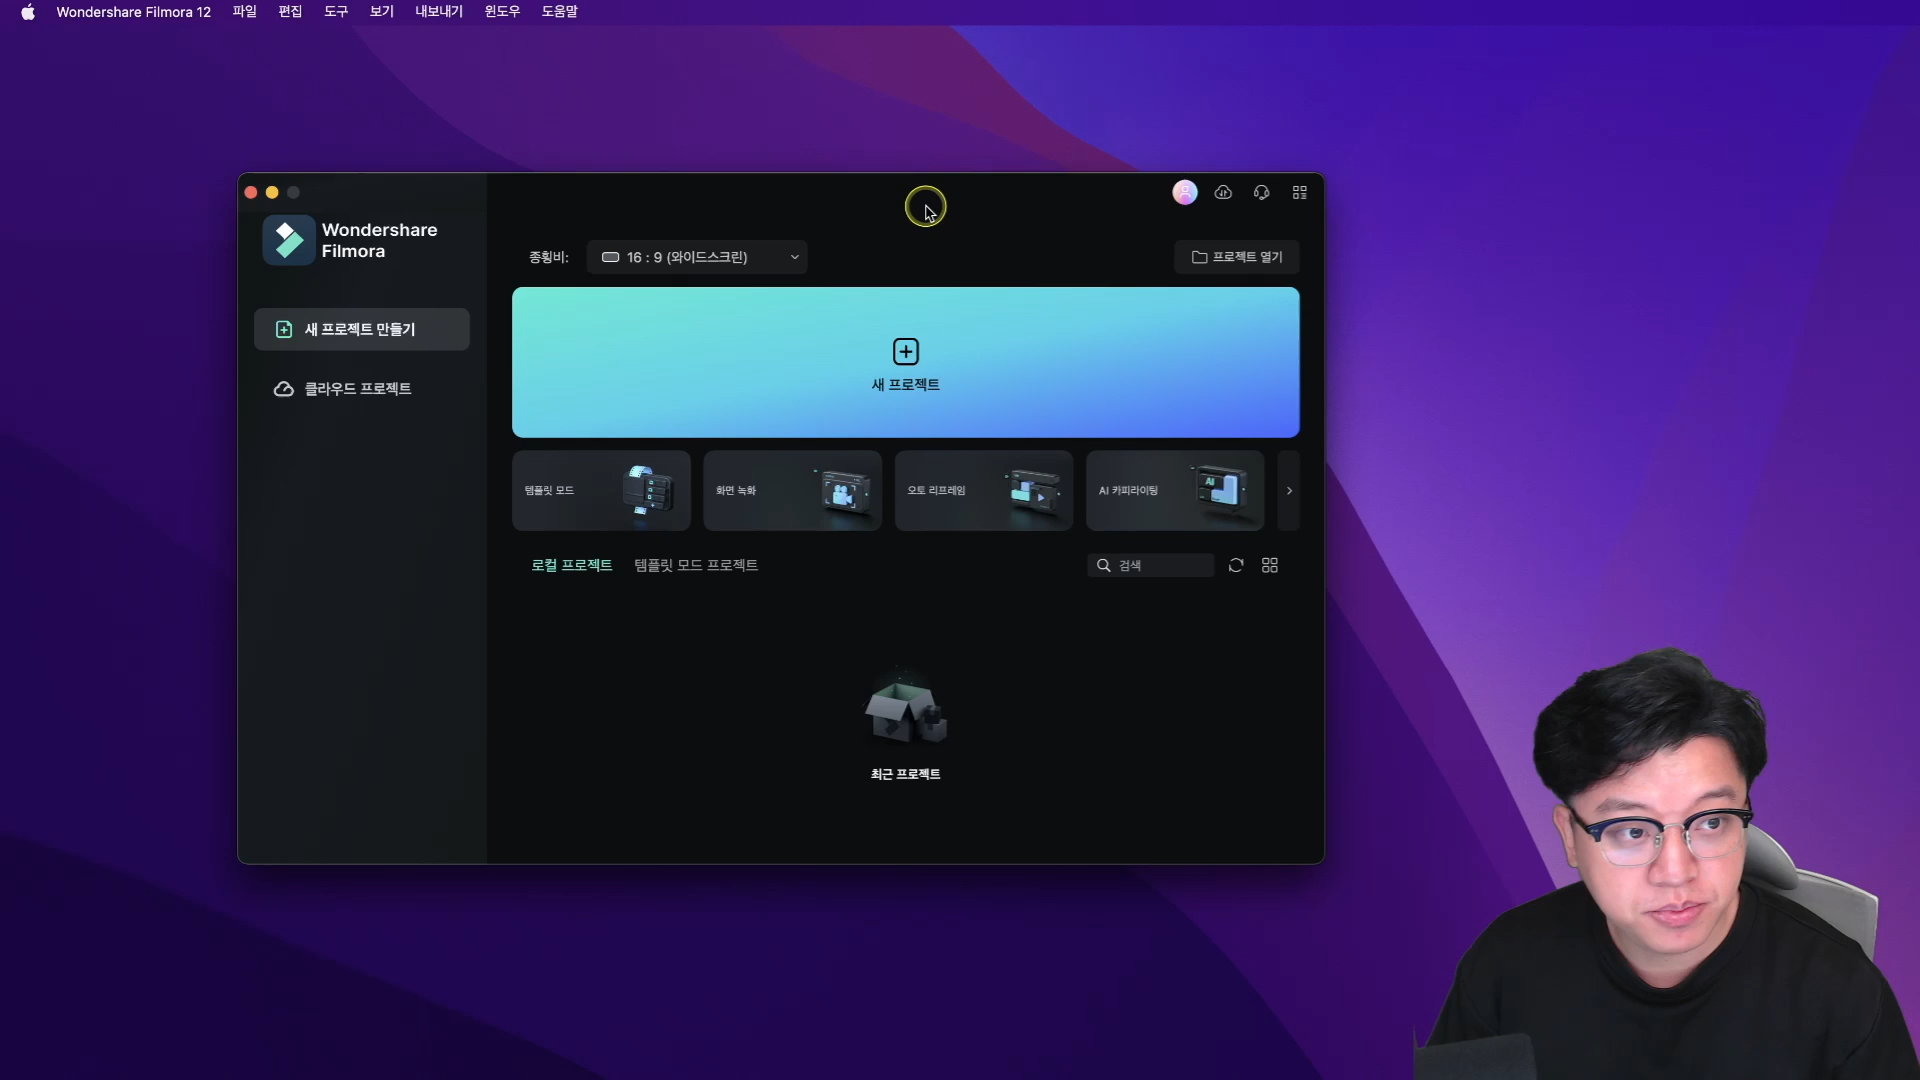 Wondershare Filmora 12 파일 편집 도구 보기 내보내기 윈도우 도움말
Wondershare
Filmora
새 프로젝트 만들기
클라우드 프로젝트
종횡비: 16 : 9 (와이드스크린) 프로젝트 열기
새 프로젝트
템플릿 모드
화면 녹화
오토 리프레임
AI 카피라이팅
AI
로컬 프로젝트 템플릿 모드 프로젝트 검색
최근 프로젝트